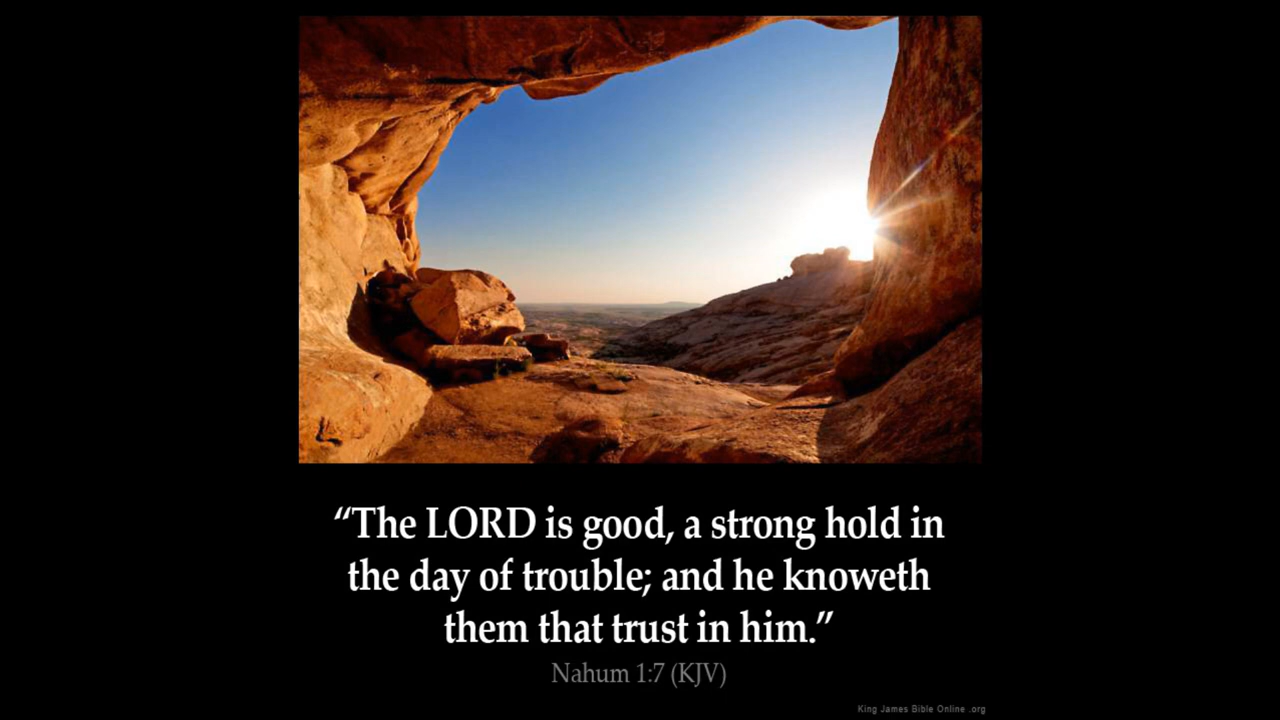 “The LORD is good, a strong hold in
the day of trouble; and he knoweth
them that trust in him.”
Nahum 1:7 (KJV)
King James Bible Online .org